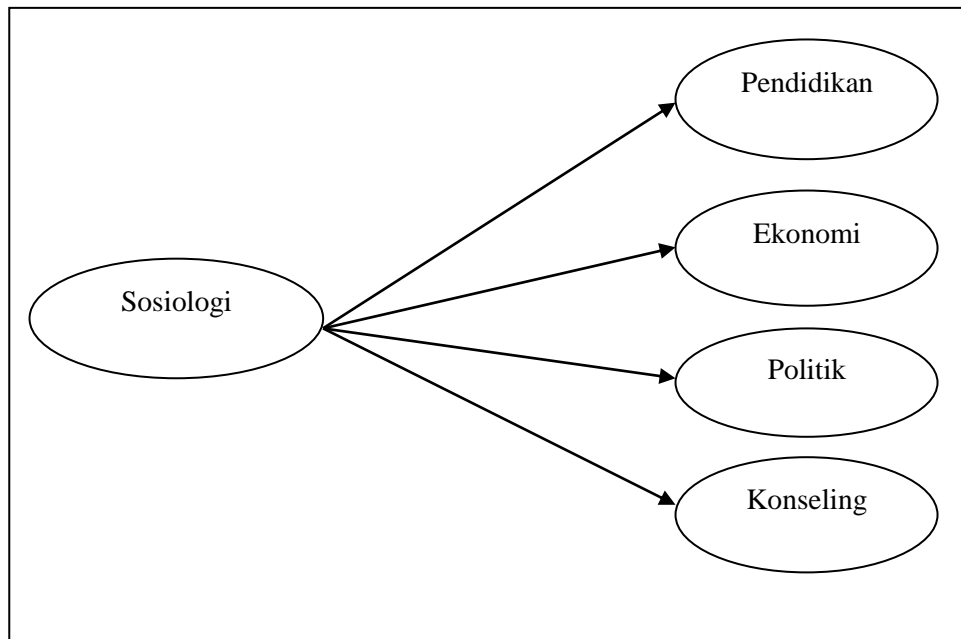 Pendidikan
Ekonomi
Sosiologi
Politik
Konseling